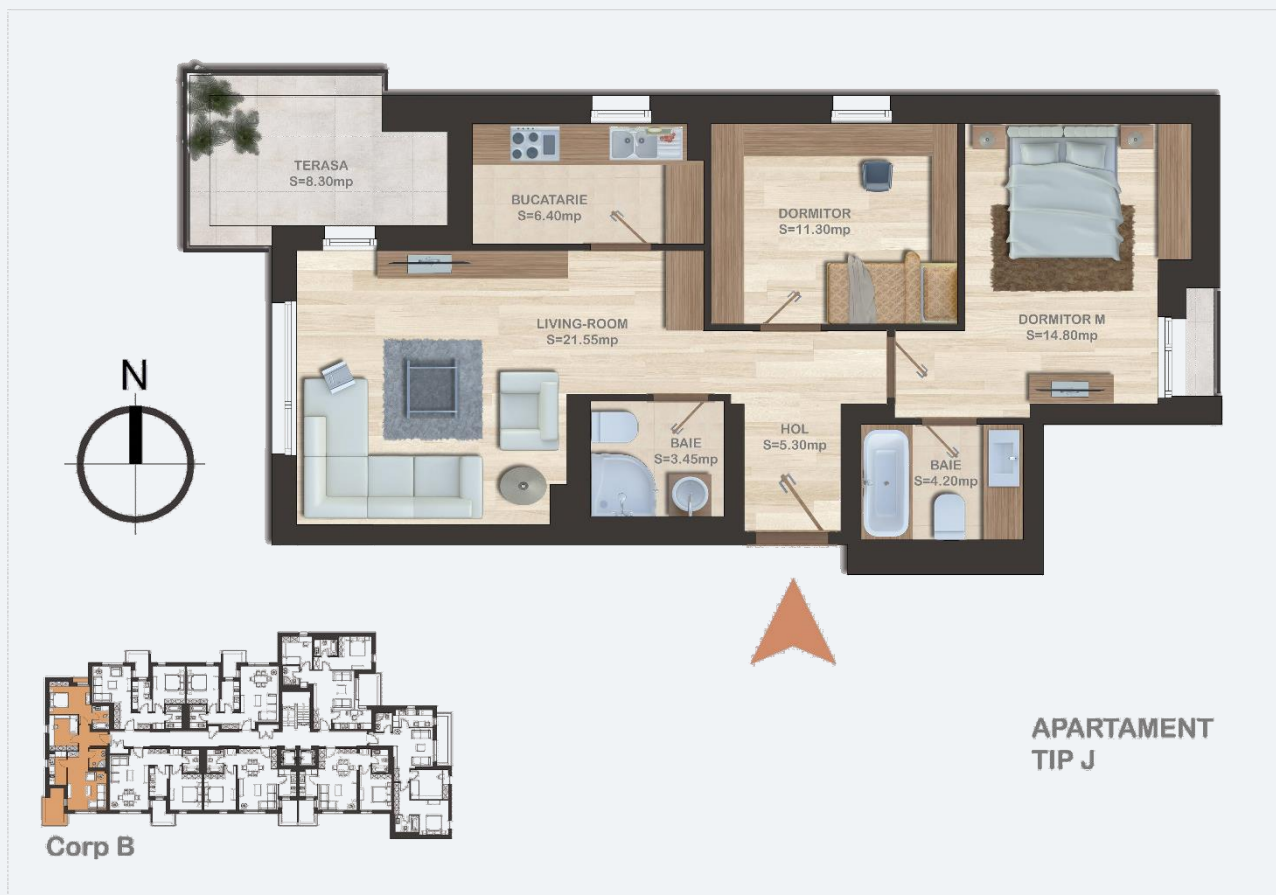 TERASA
S=8.30mp
BUCATARIE
S=6.40mp
DORMITOR
S=11.30mp
LIVING-ROOM
S=21.55mp
DORMITOR M
S=14.80mp
N
BAIE
S=3.45mp
HOL
S=5.30mp
BAIE
S=4.20mp
APARTAMENT
TIP J
Corp B